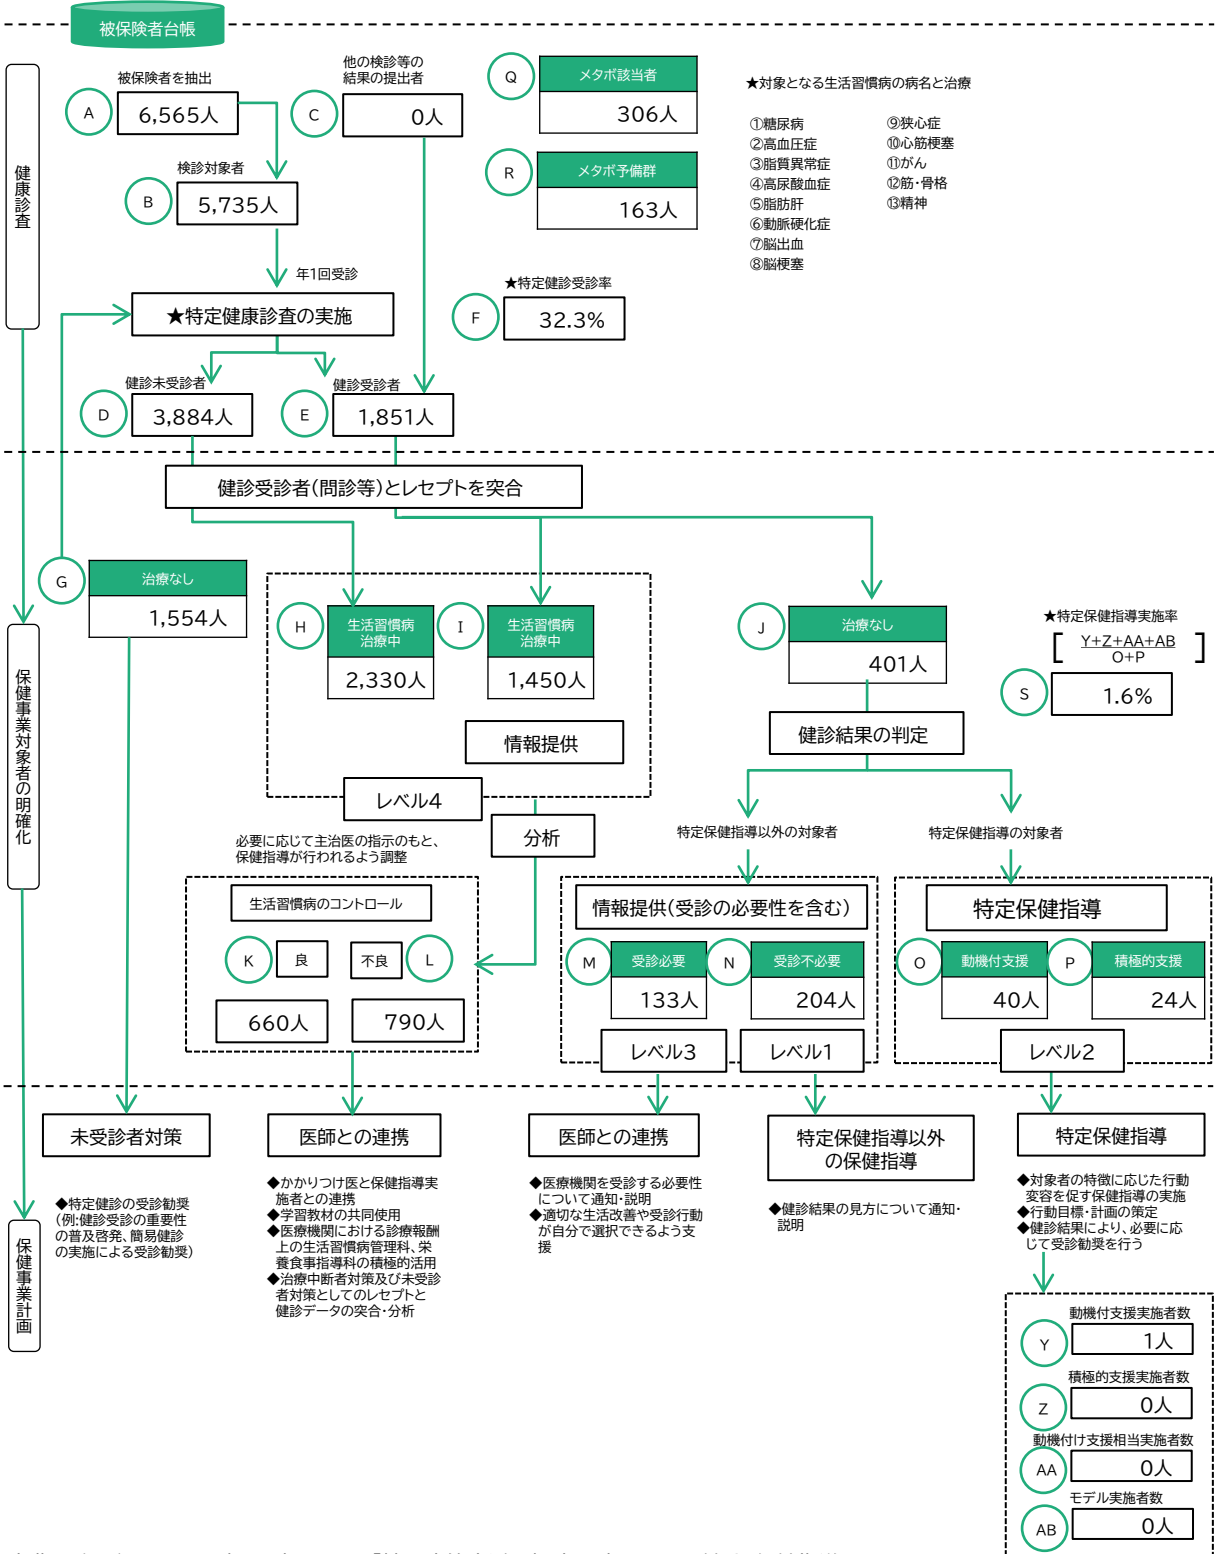 被保険者台帳
健康診査
被保険者を抽出
A
6,565人
他の検診等の
結果の提出者
C
0人
Q
メタボ該当者
306人
検診対象者
B
5,735人
R
メタボ予備群
163人
★対象となる生活習慣病の病名と治療
①糖尿病
②高血圧症
③脂質異常症
④高尿酸血症
⑤脂肪肝
⑥動脈硬化症
⑦脳出血
⑧脳梗塞
⑨狭心症
⑩心筋梗塞
⑪がん
⑫筋・骨格
⑬精神
年1回受診
★特定健康診査の実施
★特定健診受診率
F
32.3%
健診未受診者
D
3,884人
健診受診者
E
1,851人
健診受診者(問診等)とレセプトを突合
保健事業対象者の明確化
G
治療なし
1,554人
H
生活習慣病
治療中
2,330人
I
生活習慣病
治療中
1,450人
情報提供
レベル4
J
治療なし
401人
★特定保健指導実施率
[ Y+Z+AA+AB ]
O+P
S
1.6%
健診結果の判定
分析
必要に応じて主治医の指示のもと、
保健指導が行われるよう調整
生活習慣病のコントロール
K
良
不良
L
660人
790人
特定保健指導以外の対象者
情報提供(受診の必要性を含む)
M
受診必要
133人
N
受診不必要
204人
レベル3
レベル1
特定保健指導の対象者
特定保健指導
O
動機付支援
40人
P
積極的支援
24人
レベル2
保健事業計画
未受診者対策
◆特定健診の受診勧奨
(例:健診受診の重要性
の普及啓発、簡易健診
の実施による受診勧奨)
医師との連携
◆かかりつけ医と保健指導実
施者との連携
◆学習教材の共同使用
◆医療機関における診療報酬
上の生活習慣病管理科、栄
養食事指導科の積極的活用
◆治療中断者対策及び未受診
者対策としてのレセプトと
健診データの突合・分析
医師との連携
◆医療機関を受診する必要性
について通知・説明
◆適切な生活改善や受診行動
が自分で選択できるよう支
援
特定保健指導以外
の保健指導
◆健診結果の見方について通知・
説明
特定保健指導
◆対象者の特徴に応じた行動
変容を促す保健指導の実施
◆行動目標・計画の策定
◆健診結果により、必要に応
じて受診勧奨を行う
動機付支援実施者数
Y
1人
積極的支援実施者数
Z
0人
動機付け支援相当実施者数
AA
0人
モデル実施者数
AB
0人